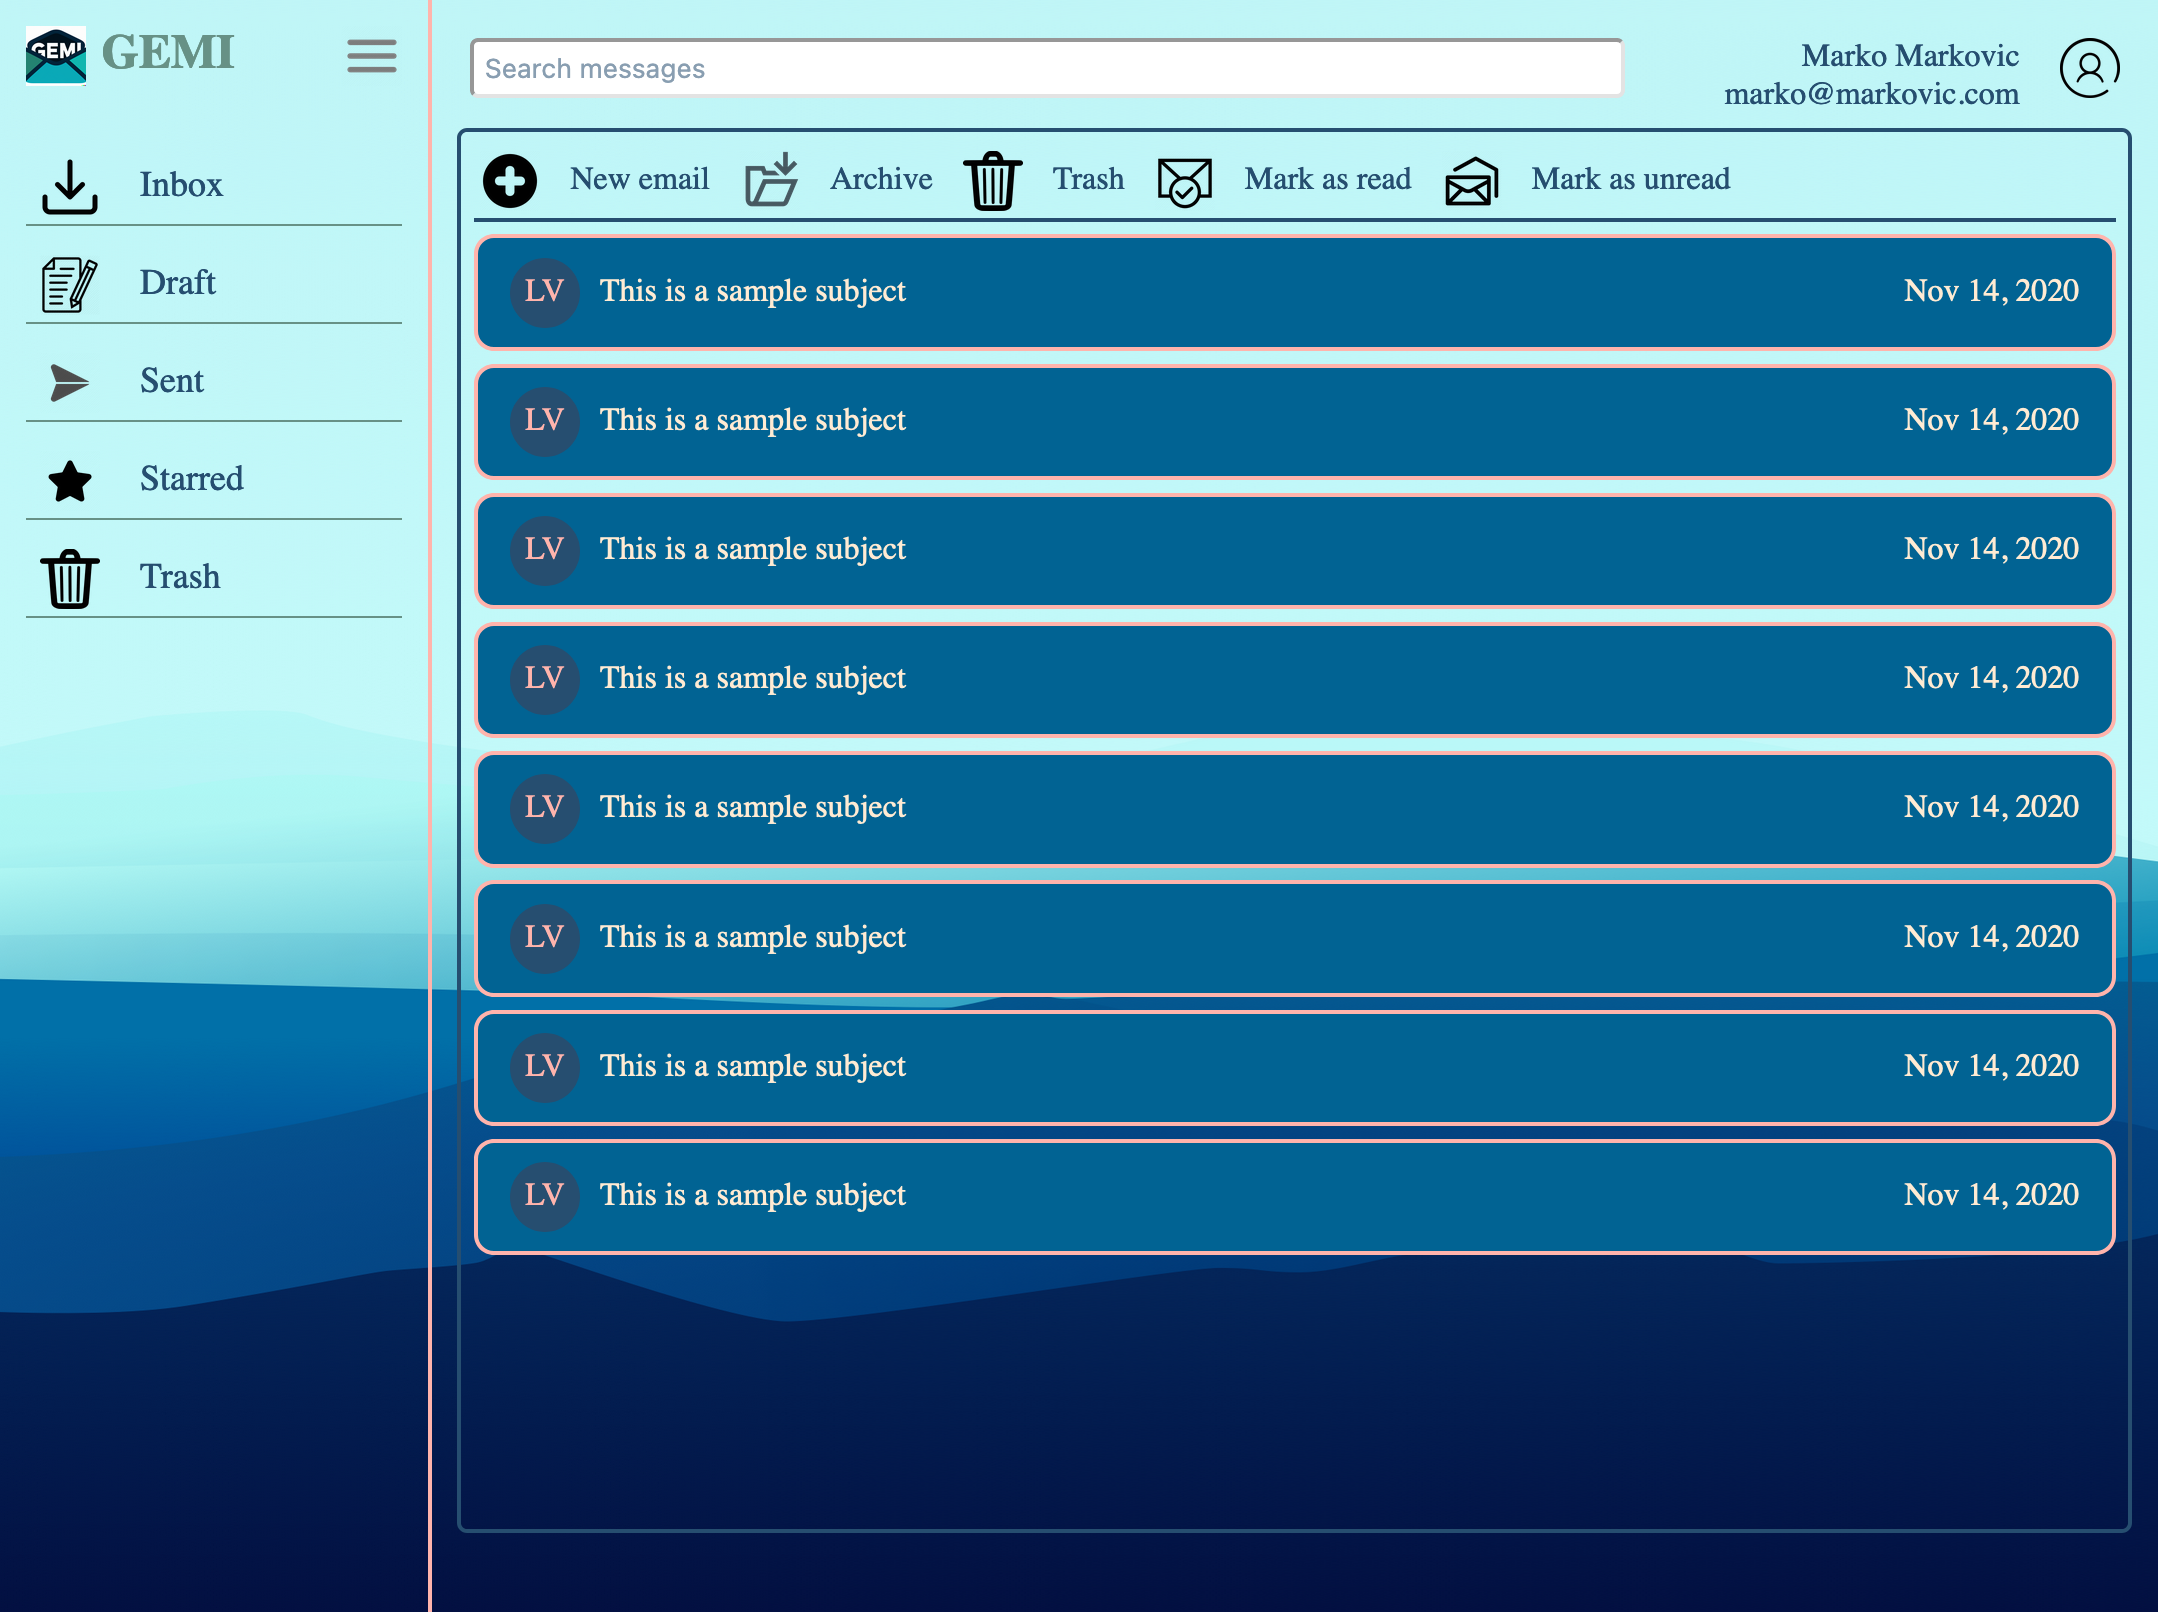 GEMI
GEMI
Search messages
Marko Markovic
marko@markovic.com
Inbox
Draft
Sent
Starred
Trash
New email
Archive
Trash
Mark as read
Mark as unread
LV This is a sample subject Nov 14, 2020
LV This is a sample subject Nov 14, 2020
LV This is a sample subject Nov 14, 2020
LV This is a sample subject Nov 14, 2020
LV This is a sample subject Nov 14, 2020
LV This is a sample subject Nov 14, 2020
LV This is a sample subject Nov 14, 2020
LV This is a sample subject Nov 14, 2020